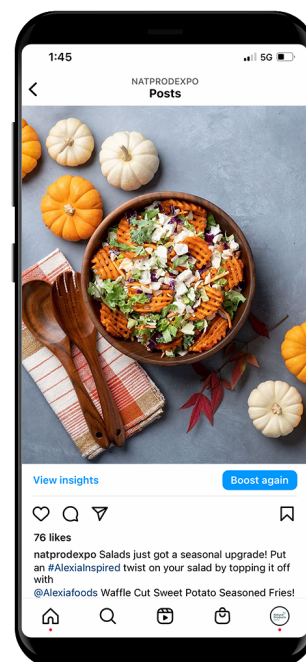 1:45
5G
NATPRODEXPO
Posts
View insights
Boost again
76 likes
natprodexpo Salads just got a seasonal upgrade! Put
an #AlexiaInspired twist on your salad by topping it off
with
@Alexiafoods Waffle Cut Sweet Potato Seasoned Fries!